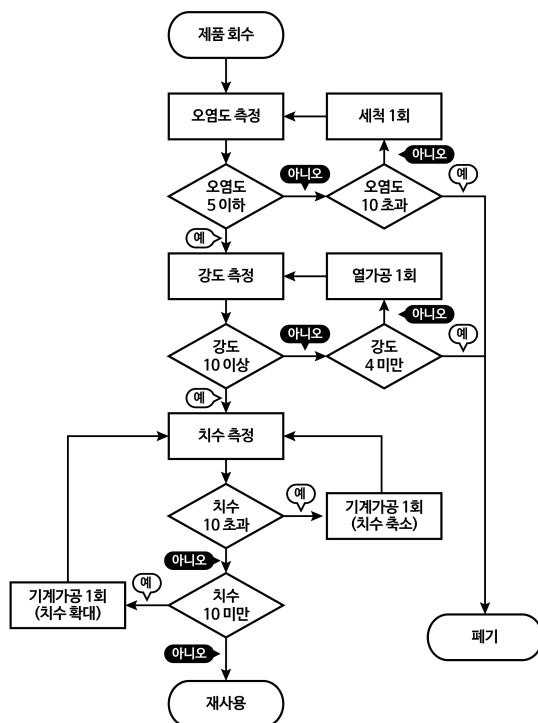 제품 회수
오염도 측정
세척 1회
아니오
오염도
5 이하
아니오
오염도
10 초과
예
예
강도 측정
열가공 1회
아니오
강도
10 이상
아니오
강도
4 미만
예
예
치수 측정
치수
10 초과
예
기계가공 1회
(치수 축소)
아니오
기계가공 1회
(치수 확대)
예
치수
10 미만
아니오
폐기
재사용